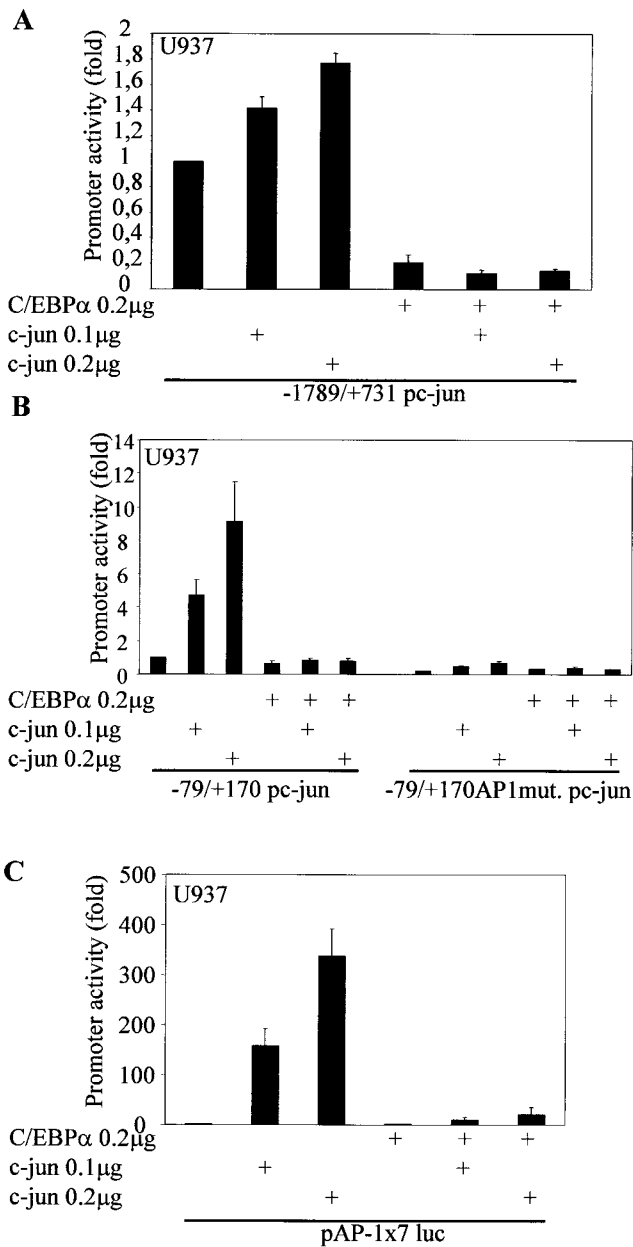 A
U937
Promoter activity (fold)
2
1,8
1,6
1,4
1,2
1
0,8
0,6
0,4
0,2
0
C/EBPα 0.2µg + + +
c-jun 0.1µg + +
c-jun 0.2µg + +
-1789/+731 pc-jun
B
U937
Promoter activity (fold)
14
12
10
8
6
4
2
0
C/EBPα 0.2µg + + + + + +
c-jun 0.1µg + + + +
c-jun 0.2µg + + + +
-79/+170 pc-jun -79/+170AP1mut. pc-jun
C
U937
Promoter activity (fold)
500
400
300
200
100
0
C/EBPα 0.2µg + + +
c-jun 0.1µg + +
c-jun 0.2µg + +
pAP-1x7 luc